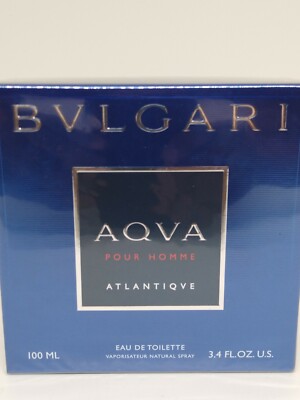 BVLGARI
AQVA
POUR HOMME
ATLANTIQVE
EAU DE TOILETTE
100 ML VAPORISATEUR NATURAL SPRAY 3.4 FL.OZ. U.S.